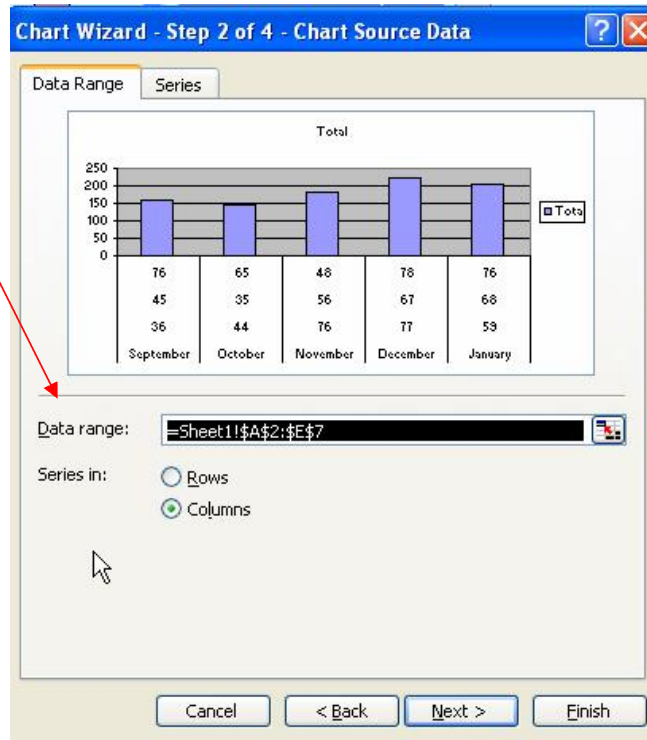 Chart Wizard - Step 2 of 4 - Chart Source Data
Data Range Series
Total
250
200
150
100
50
0
Tota
76 65 48 78 76
45 35 56 67 68
36 44 76 77 59
September October November December January
Data range: =Sheet1!$A$2:$E$7
Series in: Rows
Columns
Cancel < Back Next > Finish